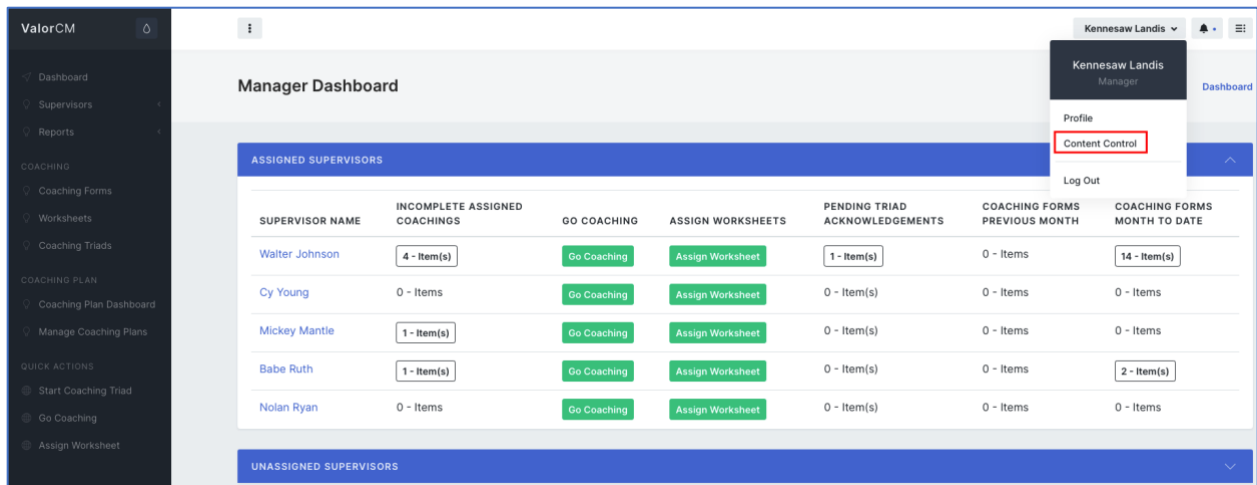 ValorCM
Kennesaw Landis
Dashboard
Supervisors
Reports
COACHING
Coaching Forms
Worksheets
Coaching Triads
COACHING PLAN
Coaching Plan Dashboard
Manage Coaching Plans
QUICK ACTIONS
Start Coaching Triad
Go Coaching
Assign Worksheet
Manager Dashboard
Dashboard
Kennesaw Landis
Manager
Profile
Content Control
Log Out
ASSIGNED SUPERVISORS
SUPERVISOR NAME INCOMPLETE ASSIGNED COACHINGS GO COACHING ASSIGN WORKSHEETS PENDING TRIAD ACKNOWLEDGEMENTS COACHING FORMS PREVIOUS MONTH COACHING FORMS MONTH TO DATE
Walter Johnson 4 - Item(s) Go Coaching Assign Worksheet 1 - Item(s) 0 - Items 14 - Item(s)
Cy Young 0 - Items Go Coaching Assign Worksheet 0 - Item(s) 0 - Items 0 - Items
Mickey Mantle 1 - Item(s) Go Coaching Assign Worksheet 0 - Item(s) 0 - Items 0 - Items
Babe Ruth 1 - Item(s) Go Coaching Assign Worksheet 0 - Item(s) 0 - Items 2 - Item(s)
Nolan Ryan 0 - Items Go Coaching Assign Worksheet 0 - Item(s) 0 - Items 0 - Items
UNASSIGNED SUPERVISORS